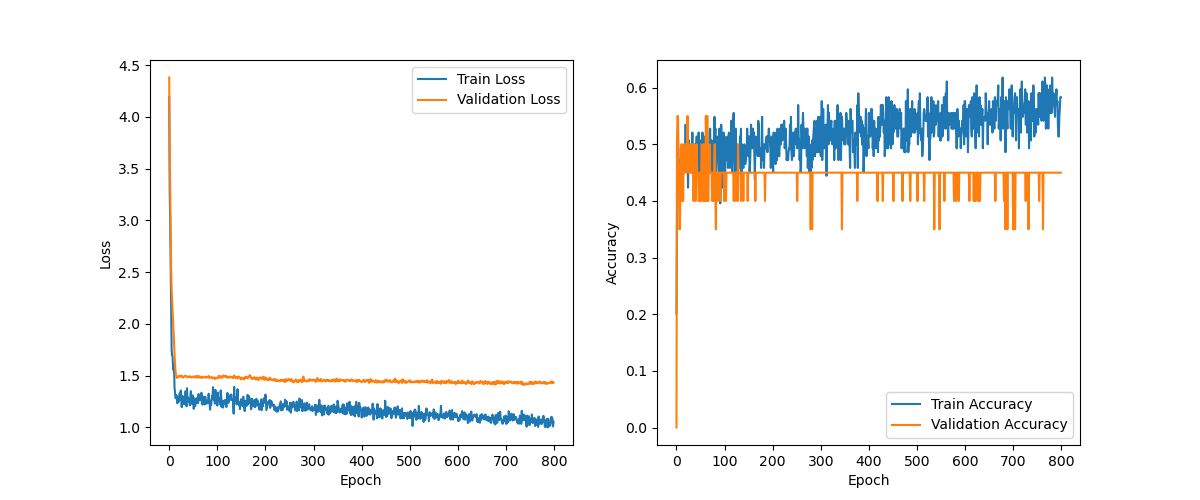 4.5
4.0
3.5
3.0
2.5
2.0
1.5
1.0
Loss
0 100 200 300 400 500 600 700 800
Epoch
Train Loss
Validation Loss
0.6
0.5
0.4
0.3
0.2
0.1
0.0
Accuracy
0 100 200 300 400 500 600 700 800
Epoch
Train Accuracy
Validation Accuracy